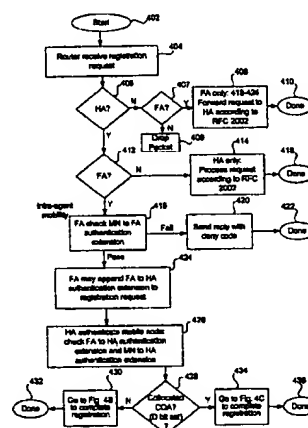 Start
402
Router receive registration
request
404
406
HA?
N
407
FA?
Y
408
FA only: 418-424
Forward request to
HA according to
RFC 2002
410
Done
N
Drop
Packet
409
Y
412
FA?
N
414
HA only:
Process request
according to RFC
2002
416
Done
Intra-agent
mobility
Y
418
FA check MN to FA
authentication
extension
Fail
420
Send reply with
deny code
422
Done
Pass
424
FA may append FA to HA
authentication extension to
registration request
426
HA authenticate mobile node:
check FA to HA authentication
extension and MN to HA
authentication extension
428
Collocated
COA?
(D bit set)
?
N
430
Go to Fig. 4B to
complete
registration
432
Done
Y
434
Go to Fig. 4C to
complete
registration
436
Done